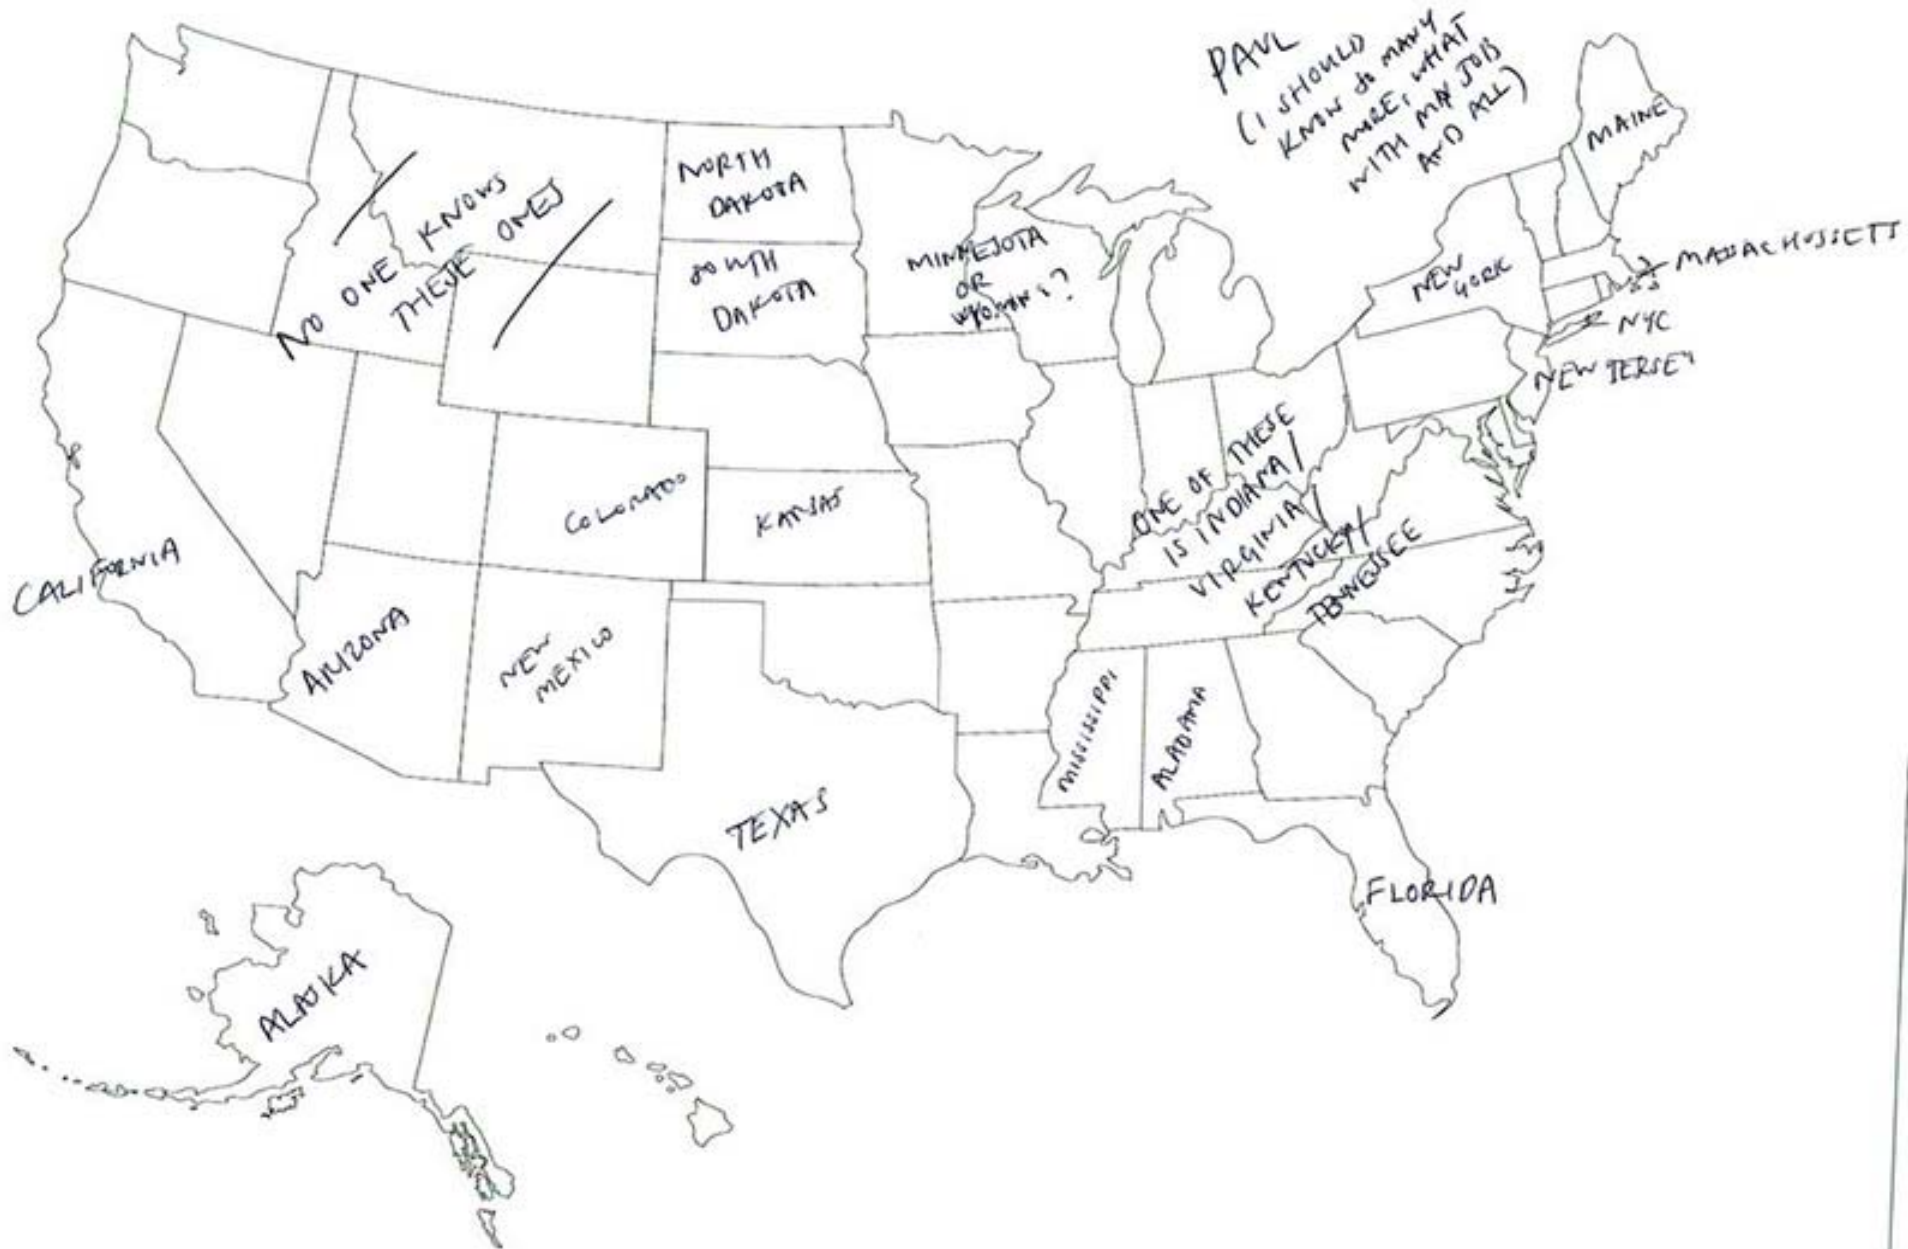 PAUL
(I SHOULD
KNOW SO MANY
MORE, WHAT
WITH MY JOB
AND ALL)
MAINE
NO ONE KNOWS
THESE ONES
NORTH
DAKOTA
SOUTH
DAKOTA
MINNESOTA
OR
?
NEW
YORK
MASSACHUSSETTS
NYC
NEW JERSEY
COLORADO
KANSAS
ONE OF THESE
IS INDIANA/
VIRGINIA/
KENTUCKY/
TENNESSEE
CALIFORNIA
ARIZONA
NEW
MEXICO
TEXAS
MISSISSIPPI
ALABAMA
FLORIDA
ALASKA